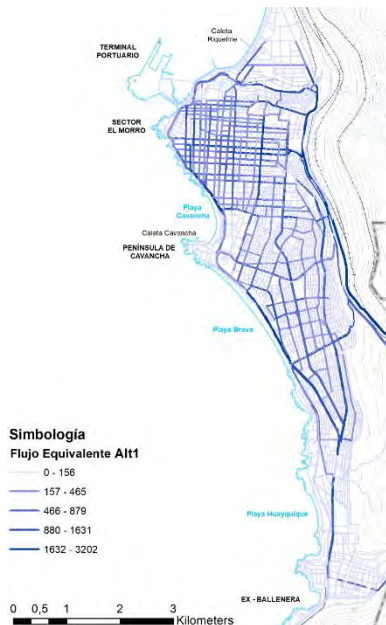 Caleta
Riquelme
TERMINAL
PORTUARIO
SECTOR
EL MORRO
Playa
Cavancha
Caleta Cavancha
PENÍNSULA DE
CAVANCHA
Playa Brava
Simbología
Flujo Equivalente Alt1
0 - 156
157 - 465
466 - 879
880 - 1631
1632 - 3202
Playa Huayquique
EX - BALLENERA
0 0,5 1 2 3
Kilometers